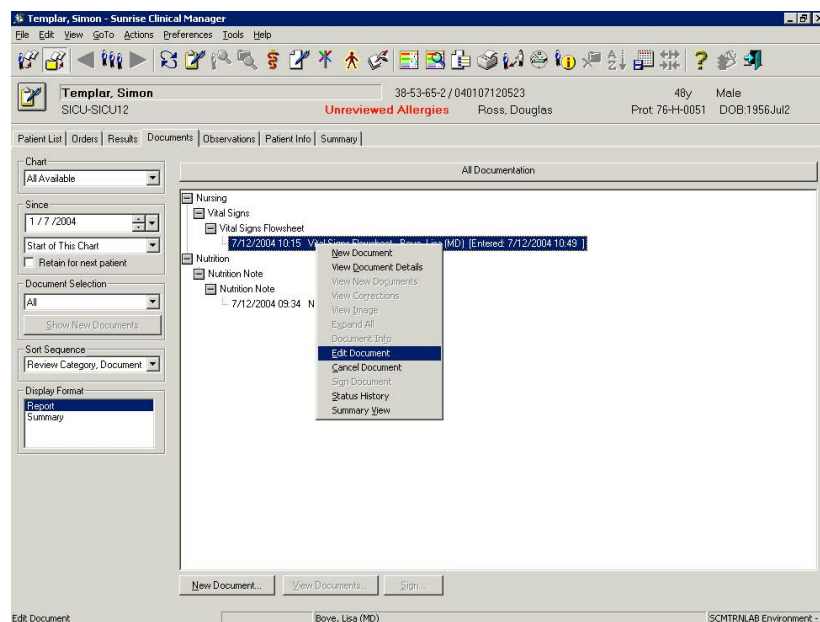 Templar, Simon - Sunrise Clinical Manager
File Edit View GoTo Actions Preferences Tools Help
Templar, Simon 38-53-65-2 / 040107120523 48y Male
SICU-SICU12 Unreviewed Allergies Ross, Douglas Prot: 76-H-0051 DOB:1956Jul2
Patient List Orders Results Documents Observations Patient Info Summary
Chart
All Available
All Documentation
Since
1 / 7 /2004
Start of This Chart
Retain for next patient
Document Selection
All
Show New Documents
Sort Sequence
Review Category, Document
Display Format
Report
Summary
Nursing
Vital Signs
Vital Signs Flowsheet
7/12/2004 10:15 Vital Signs Flowsheet Bove, Lisa (MD) [Entered: 7/12/2004 10:49 ]
Nutrition
Nutrition Note
Nutrition Note
7/12/2004 09:34 N
New Document
View Document Details
View New Documents
View Corrections
View Image
Expand All
Document Info
Edit Document
Cancel Document
Sign Document
Status History
Summary View
New Document... View Documents... Sign...
Edit Document Bove, Lisa (MD) SCMTRNLAB Environment -